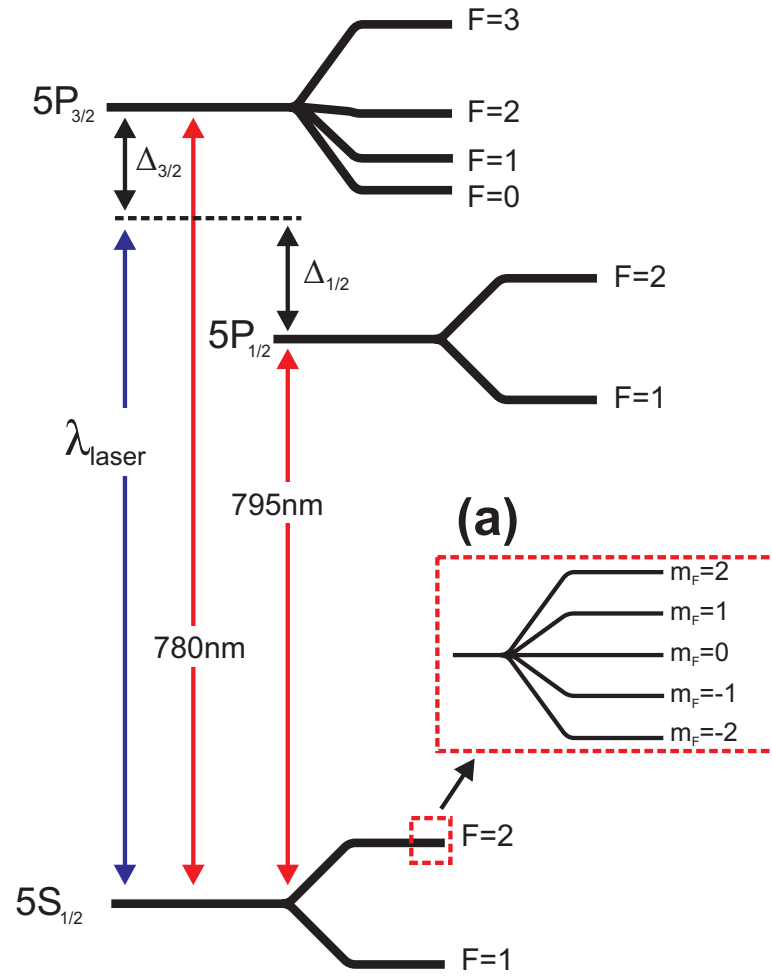 F=3
5P3/2
F=2
Δ3/2
F=1
F=0
Δ1/2
F=2
5P1/2
F=1
λlaser
795nm
(a)
mF=2
mF=1
780nm
mF=0
mF=-1
mF=-2
F=2
5S1/2
F=1